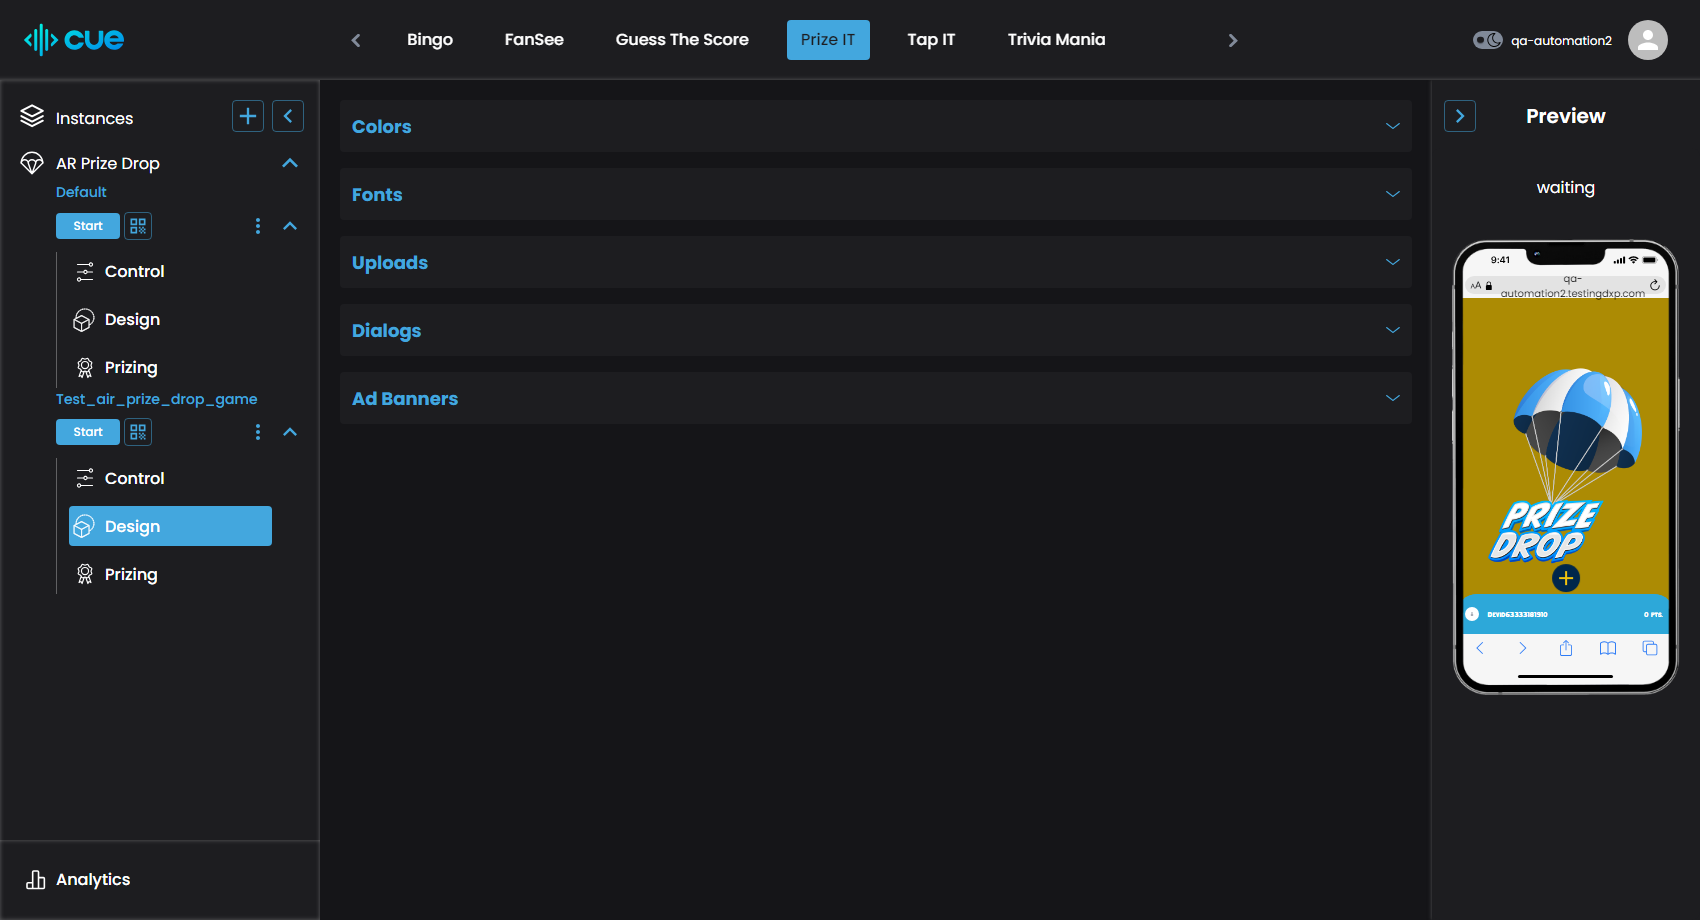 cue
Bingo
FanSee
Guess The Score
Prize IT
Tap IT
Trivia Mania
qa-automation2
Instances
AR Prize Drop
Default
Start
Control
Design
Prizing
Test_air_prize_drop_game
Start
Control
Design
Prizing
Analytics
Colors
Fonts
Uploads
Dialogs
Ad Banners
Preview
waiting
9:41
AA
qa-
automation2.testingdxp.com
PRIZE
DROP
0 PTS.